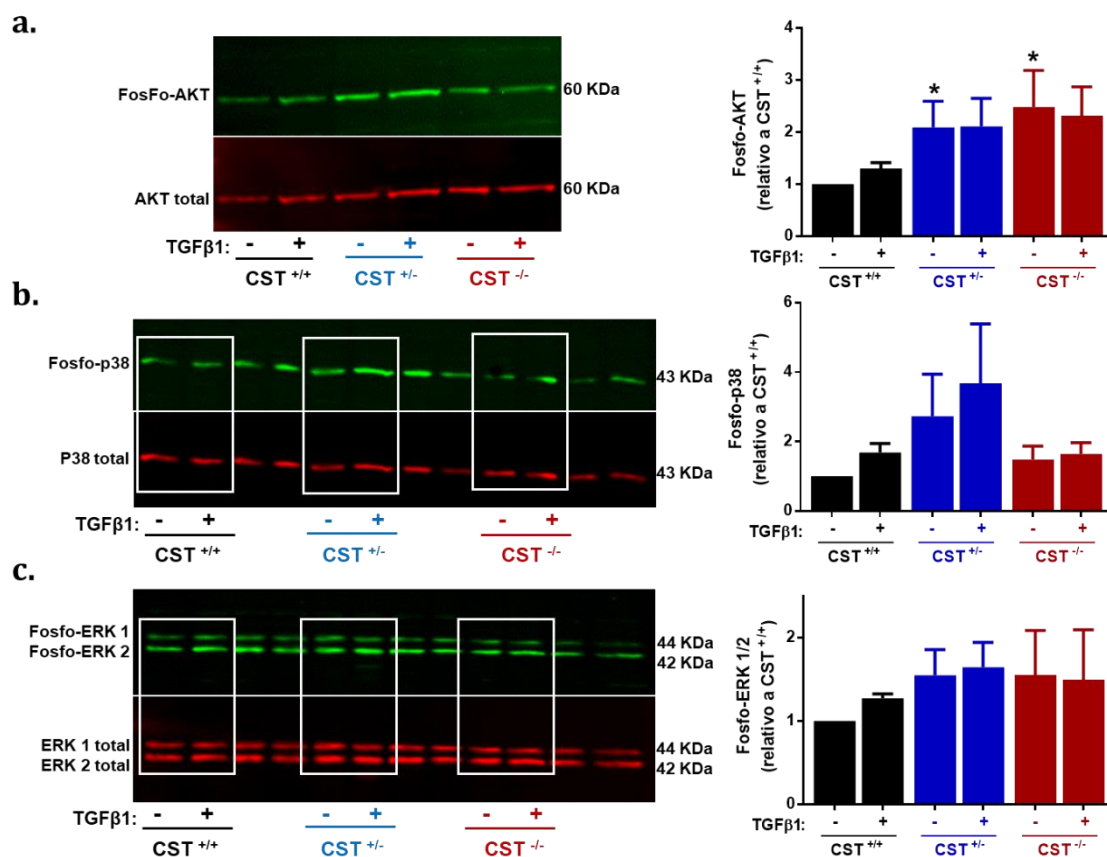 a.
FosFo-AKT
60 KDa
AKT total
60 KDa
TGFβ1: - + - + - +
CST +/+ CST +/- CST -/-
Fosfo-AKT
(relativo a CST +/+)
4
3
2
1
0
* *
TGFβ1: - + - + - +
CST +/+ CST +/- CST -/-
b.
Fosfo-p38
43 KDa
P38 total
43 KDa
TGFβ1: - + - + - +
CST +/+ CST +/- CST -/-
Fosfo-p38
(relativo a CST +/+)
6
4
2
0
TGFβ1: - + - + - +
CST +/+ CST +/- CST -/-
c.
Fosfo-ERK 1
44 KDa
Fosfo-ERK 2
42 KDa
ERK 1 total
44 KDa
ERK 2 total
42 KDa
TGFβ1: - + - + - +
CST +/+ CST +/- CST -/-
Fosfo-ERK 1/2
(relativo a CST +/+)
2
1
0
TGFβ1: - + - + - +
CST +/+ CST +/- CST -/-